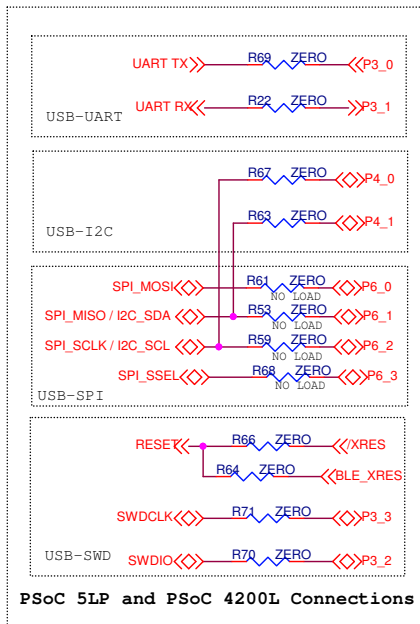 UART TX R69 ZERO P3_0
UART RX R22 ZERO P3_1
USB-UART
R67 ZERO P4_0
R63 ZERO P4_1
USB-I2C
SPI_MOSI R61 ZERO P6_0
NO LOAD
SPI_MISO / I2C_SDA R53 ZERO P6_1
NO LOAD
SPI_SCLK / I2C_SCL R59 ZERO P6_2
NO LOAD
SPI_SSEL R68 ZERO P6_3
NO LOAD
USB-SPI
RESET R66 ZERO /XRES
R64 ZERO BLE_XRES
SWDCLK R71 ZERO P3_3
USB-SWD
SWDIO R70 ZERO P3_2
PSoC 5LP and PSoC 4200L Connections